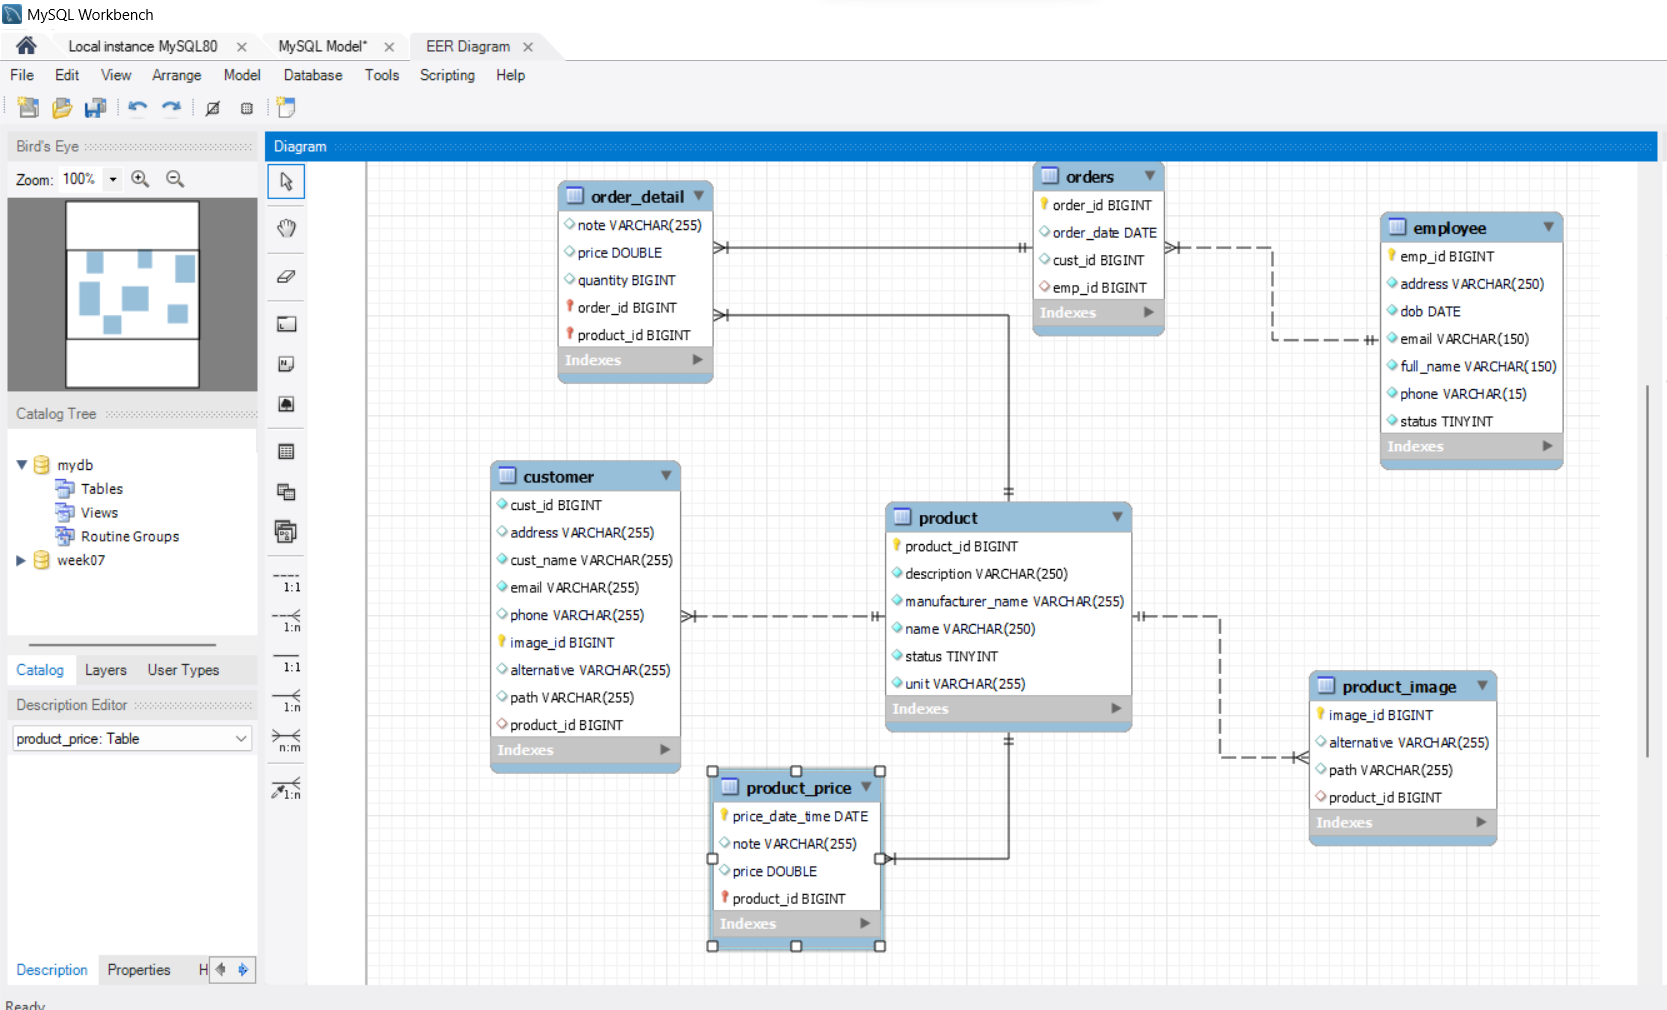 MySQL Workbench
Local instance MySQL80
MySQL Model*
EER Diagram
File Edit View Arrange Model Database Tools Scripting Help
Bird's Eye
Zoom: 100%
Catalog Tree
mydb
Tables
Views
Routine Groups
week07
Catalog Layers User Types
Description Editor
product_price: Table
Description Properties H
Ready
Diagram
1:1
1:n
1:1
1:n
n:m
1:n
order_detail
note VARCHAR(255)
price DOUBLE
quantity BIGINT
order_id BIGINT
product_id BIGINT
Indexes
orders
order_id BIGINT
order_date DATE
cust_id BIGINT
emp_id BIGINT
Indexes
employee
emp_id BIGINT
address VARCHAR(250)
dob DATE
email VARCHAR(150)
full_name VARCHAR(150)
phone VARCHAR(15)
status TINYINT
Indexes
customer
cust_id BIGINT
address VARCHAR(255)
cust_name VARCHAR(255)
email VARCHAR(255)
phone VARCHAR(255)
image_id BIGINT
alternative VARCHAR(255)
path VARCHAR(255)
product_id BIGINT
Indexes
product
product_id BIGINT
description VARCHAR(250)
manufacturer_name VARCHAR(255)
name VARCHAR(250)
status TINYINT
unit VARCHAR(255)
Indexes
product_image
image_id BIGINT
alternative VARCHAR(255)
path VARCHAR(255)
product_id BIGINT
Indexes
product_price
price_date_time DATE
note VARCHAR(255)
price DOUBLE
product_id BIGINT
Indexes